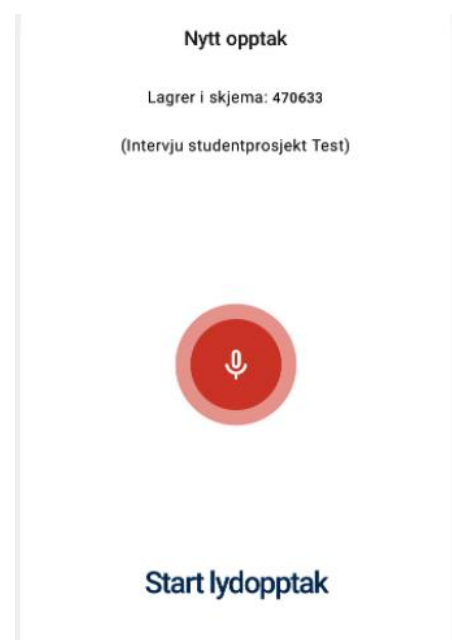 Nytt opptak
Lagrer i skjema: 470633
(Intervju studentprosjekt Test)
Start lydopptak